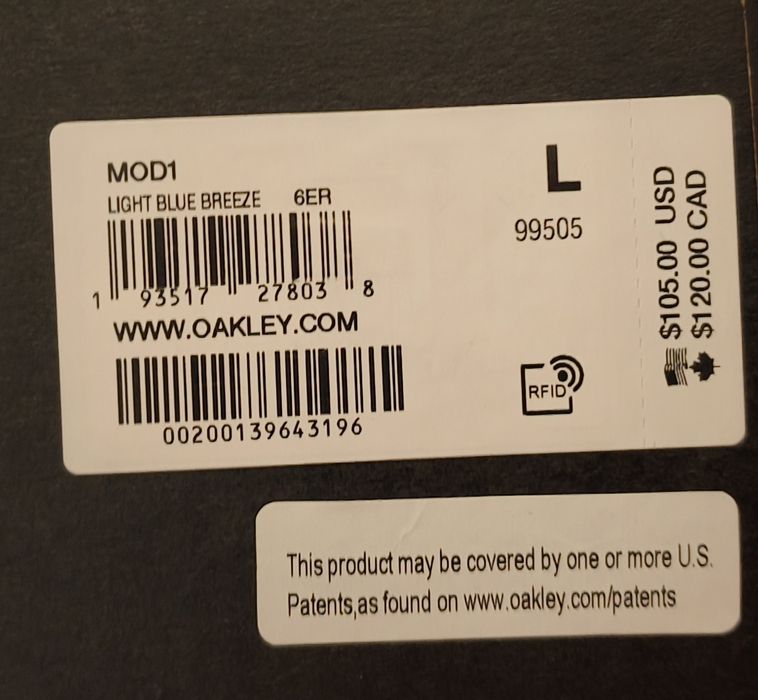 MOD1
LIGHT BLUE BREEZE 6ER
1 93517 27803 8
WWW.OAKLEY.COM
00200139643196
L
99505
RFID
$105.00 USD
$120.00 CAD
This product may be covered by one or more U.S.
Patents,as found on www.oakley.com/patents